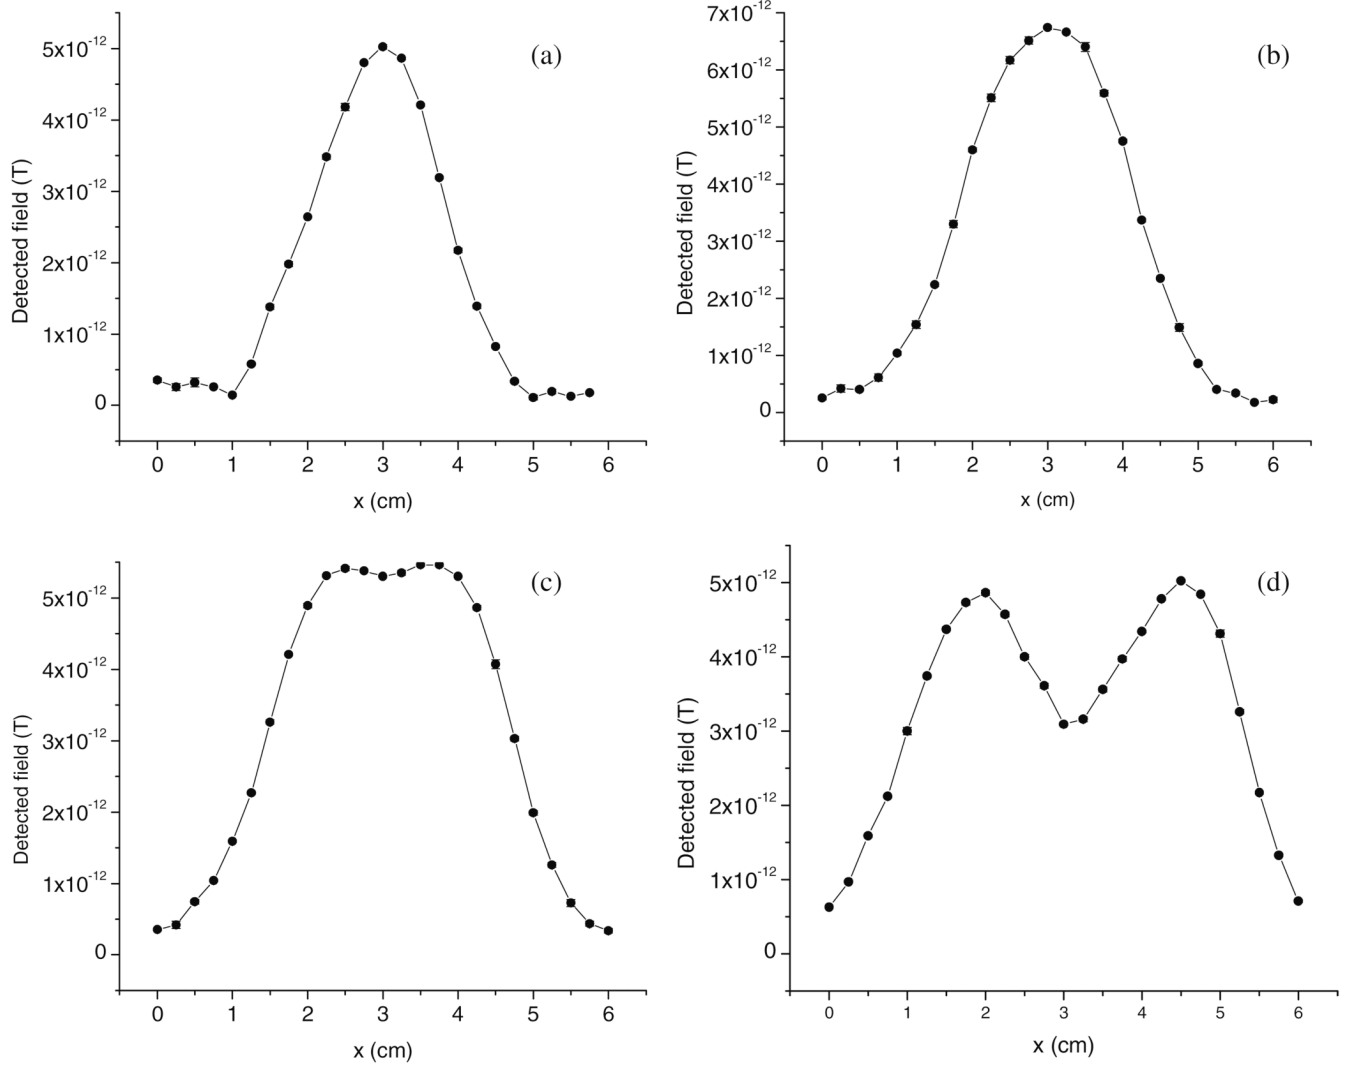 (a)
5x10-12
4x10-12
3x10-12
2x10-12
1x10-12
0
Detected field (T)
0 1 2 3 4 5 6
x (cm)
(b)
7x10-12
6x10-12
5x10-12
4x10-12
3x10-12
2x10-12
1x10-12
0
Detected field (T)
0 1 2 3 4 5 6
x (cm)
(c)
5x10-12
4x10-12
3x10-12
2x10-12
1x10-12
0
Detected field (T)
0 1 2 3 4 5 6
x (cm)
(d)
5x10-12
4x10-12
3x10-12
2x10-12
1x10-12
0
Detected field (T)
0 1 2 3 4 5 6
x (cm)